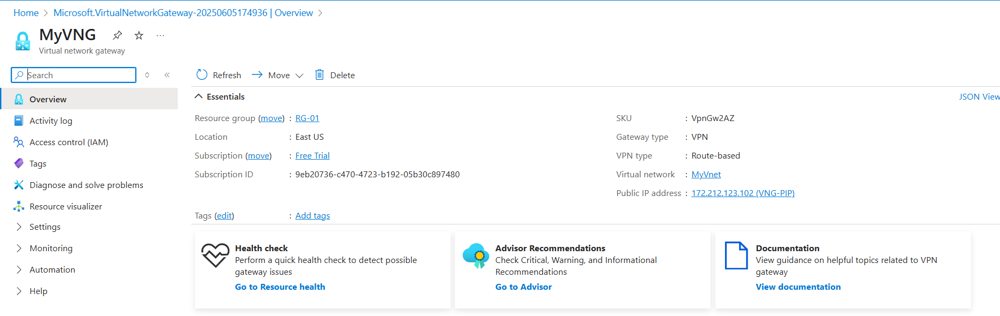 Home > Microsoft.VirtualNetworkGateway-20250605174936 | Overview >
MyVNG
Virtual network gateway
Search
Overview
Activity log
Access control (IAM)
Tags
Diagnose and solve problems
Resource visualizer
Settings
Monitoring
Automation
Help
Refresh Move Delete
Essentials
JSON View
Resource group (move) : RG-01
Location : East US
Subscription (move) : Free Trial
Subscription ID : 9eb20736-c470-4723-b192-05b30c897480
SKU : VpnGw2AZ
Gateway type : VPN
VPN type : Route-based
Virtual network : MyVnet
Public IP address : 172.212.123.102 (VNG-PIP)
Tags (edit) : Add tags
Health check
Perform a quick health check to detect possible
gateway issues
Go to Resource health
Advisor Recommendations
Check Critical, Warning, and Informational
Recommendations
Go to Advisor
Documentation
View guidance on helpful topics related to VPN
gateway
View documentation